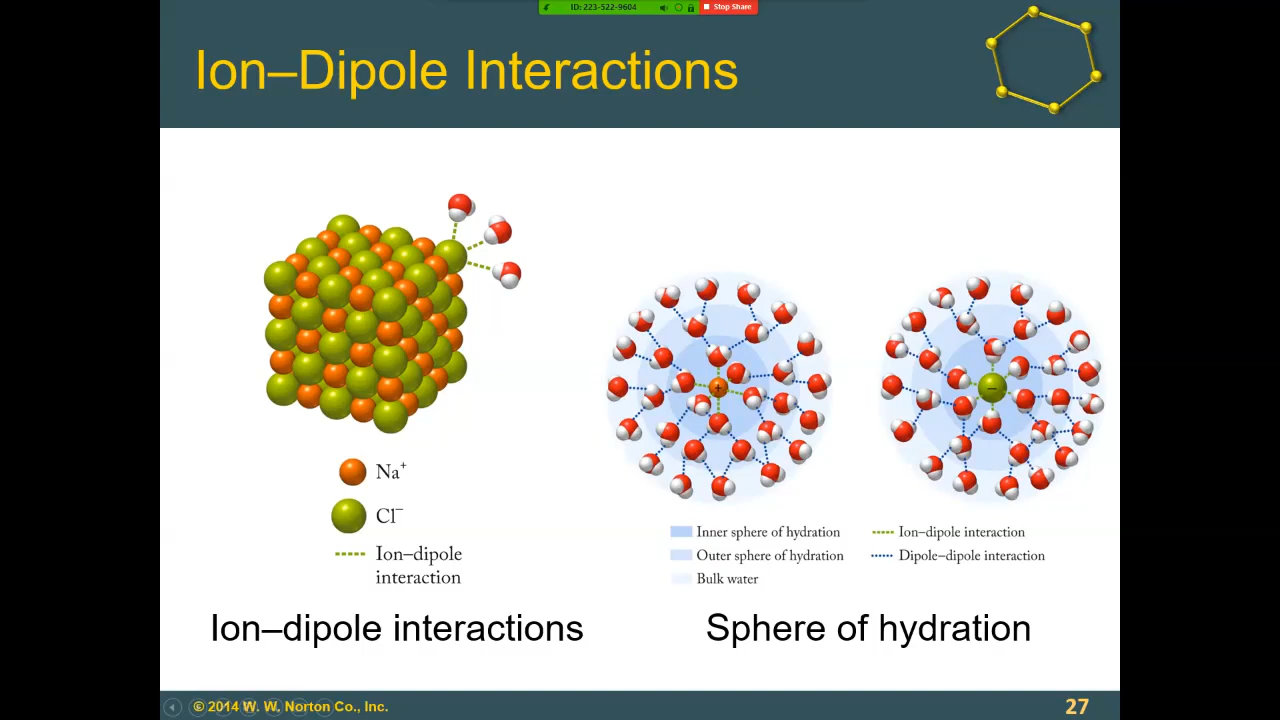 ID: 223-522-9604
Stop Share
Ion–Dipole Interactions
+
–
Na⁺
Cl⁻
Ion–dipole
interaction
Inner sphere of hydration
Outer sphere of hydration
Bulk water
Ion–dipole interaction
Dipole–dipole interaction
Ion–dipole interactions
Sphere of hydration
© 2014 W. W. Norton Co., Inc.
27